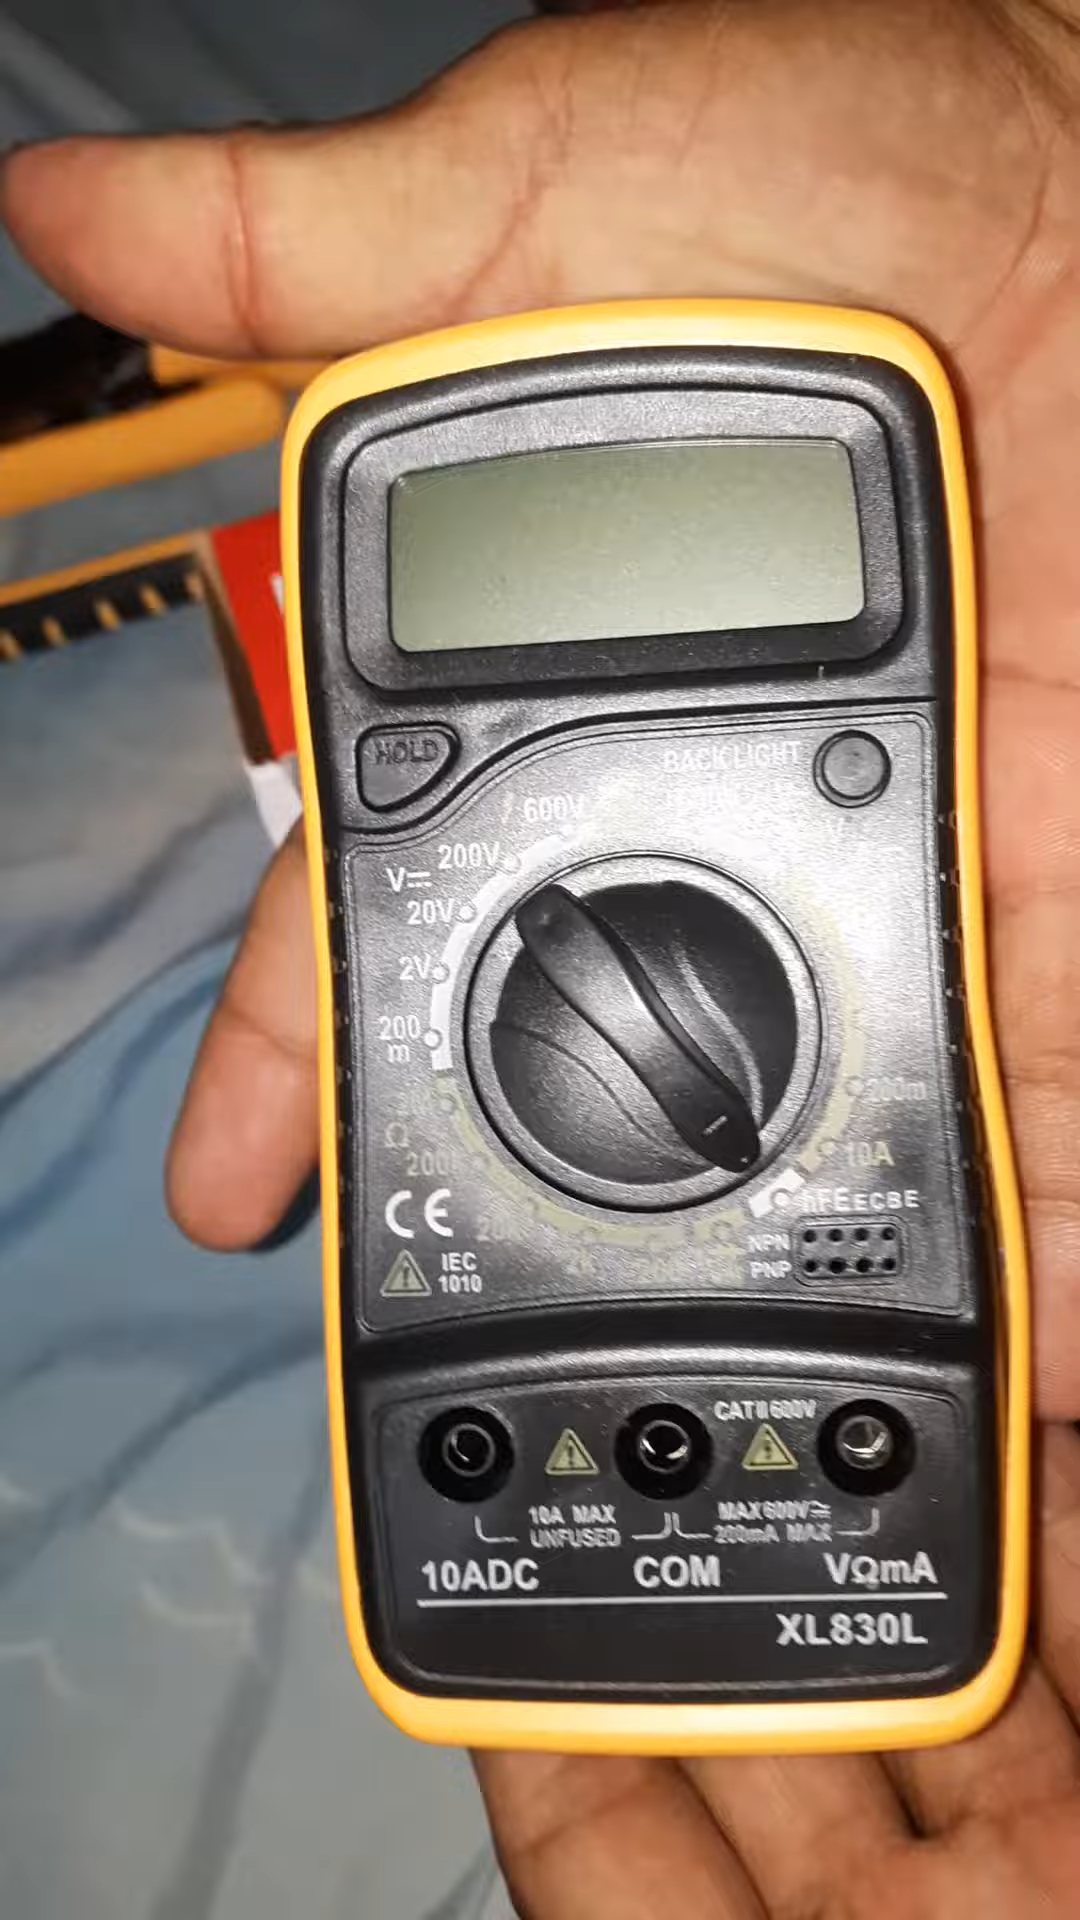 HOLD
BACKLIGHT
600V
200V
V
20V
2V
200
m
Ω
200m
10A
hFE ECBE
CE
IEC
1010
NPN
PNP
CAT II 600V
10A MAX
UNFUSED
MAX 600V
200mA MAX
10ADC
COM
VΩmA
XL830L